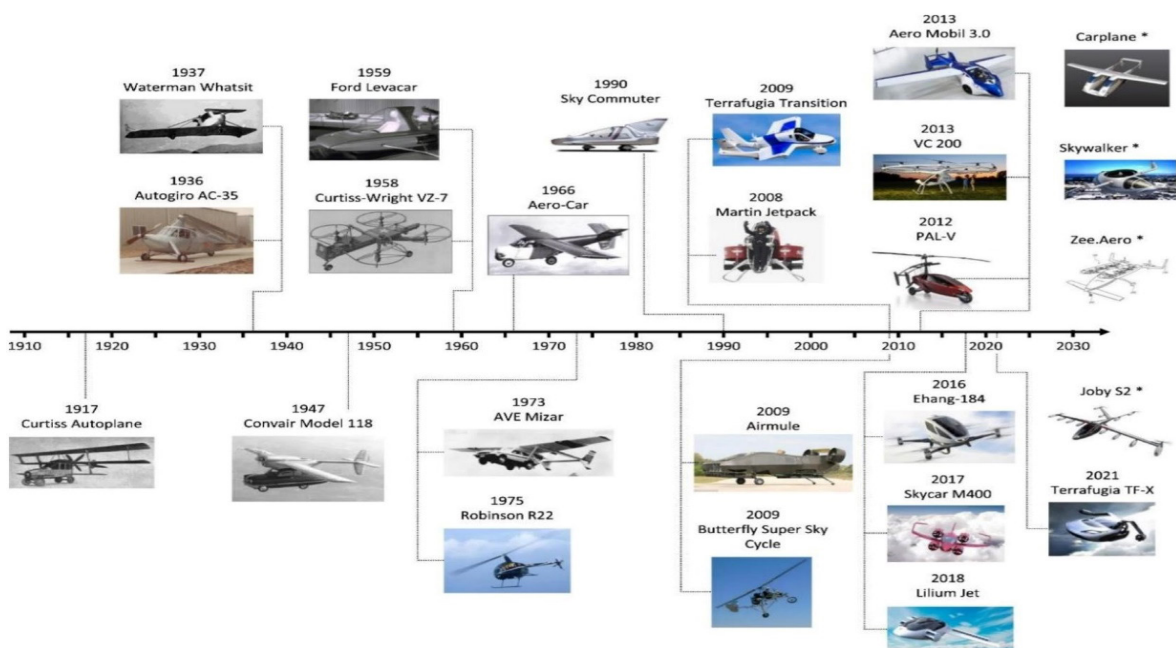 1937
Waterman Whatsit
1936
Autogiro AC-35
1959
Ford Levacar
1958
Curtiss-Wright VZ-7
1966
Aero-Car
1990
Sky Commuter
2009
Terrafugia Transition
2008
Martin Jetpack
2013
Aero Mobil 3.0
2013
VC 200
2012
PAL-V
Carplane *
Skywalker *
Zee.Aero *
1910 1920 1930 1940 1950 1960 1970 1980 1990 2000 2010 2020 2030
1917
Curtiss Autoplane
1947
Convair Model 118
1973
AVE Mizar
1975
Robinson R22
2009
Airmule
2009
Butterfly Super Sky
Cycle
2016
Ehang-184
2017
Skycar M400
2018
Lilium Jet
Joby S2 *
2021
Terrafugia TF-X